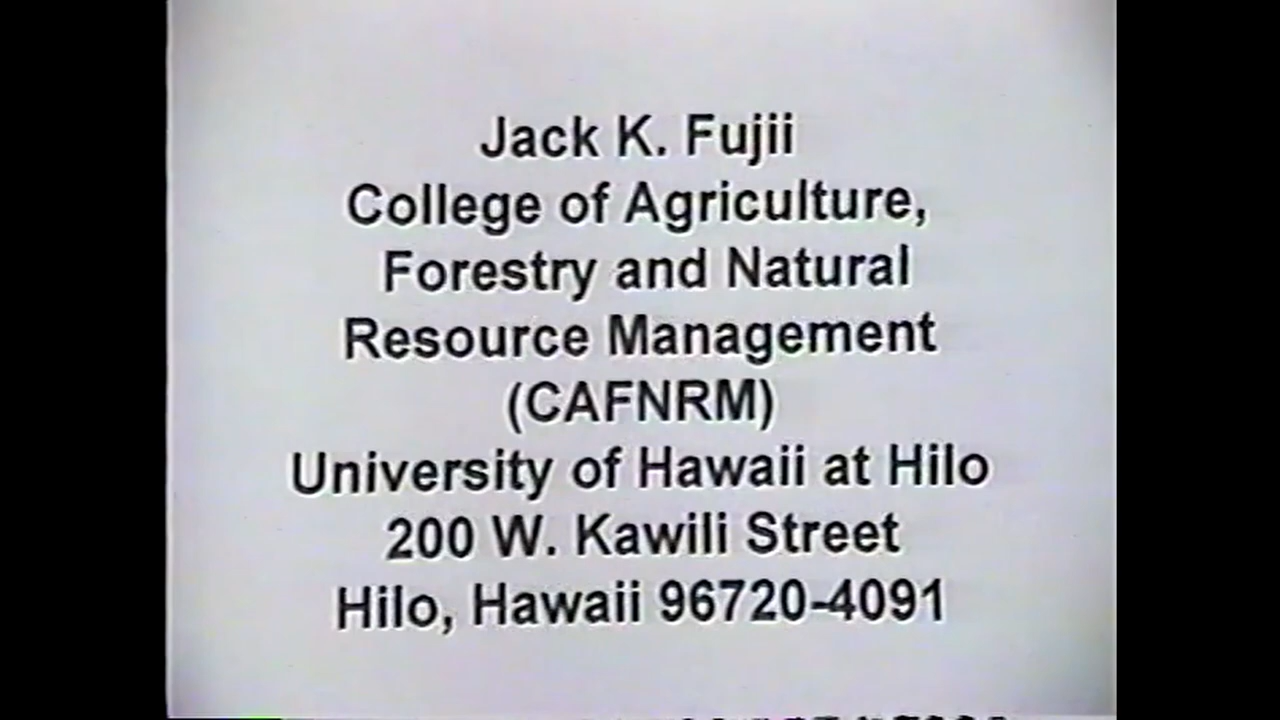 Jack K. Fujii
College of Agriculture,
Forestry and Natural
Resource Management
(CAFNRM)
University of Hawaii at Hilo
200 W. Kawili Street
Hilo, Hawaii 96720-4091